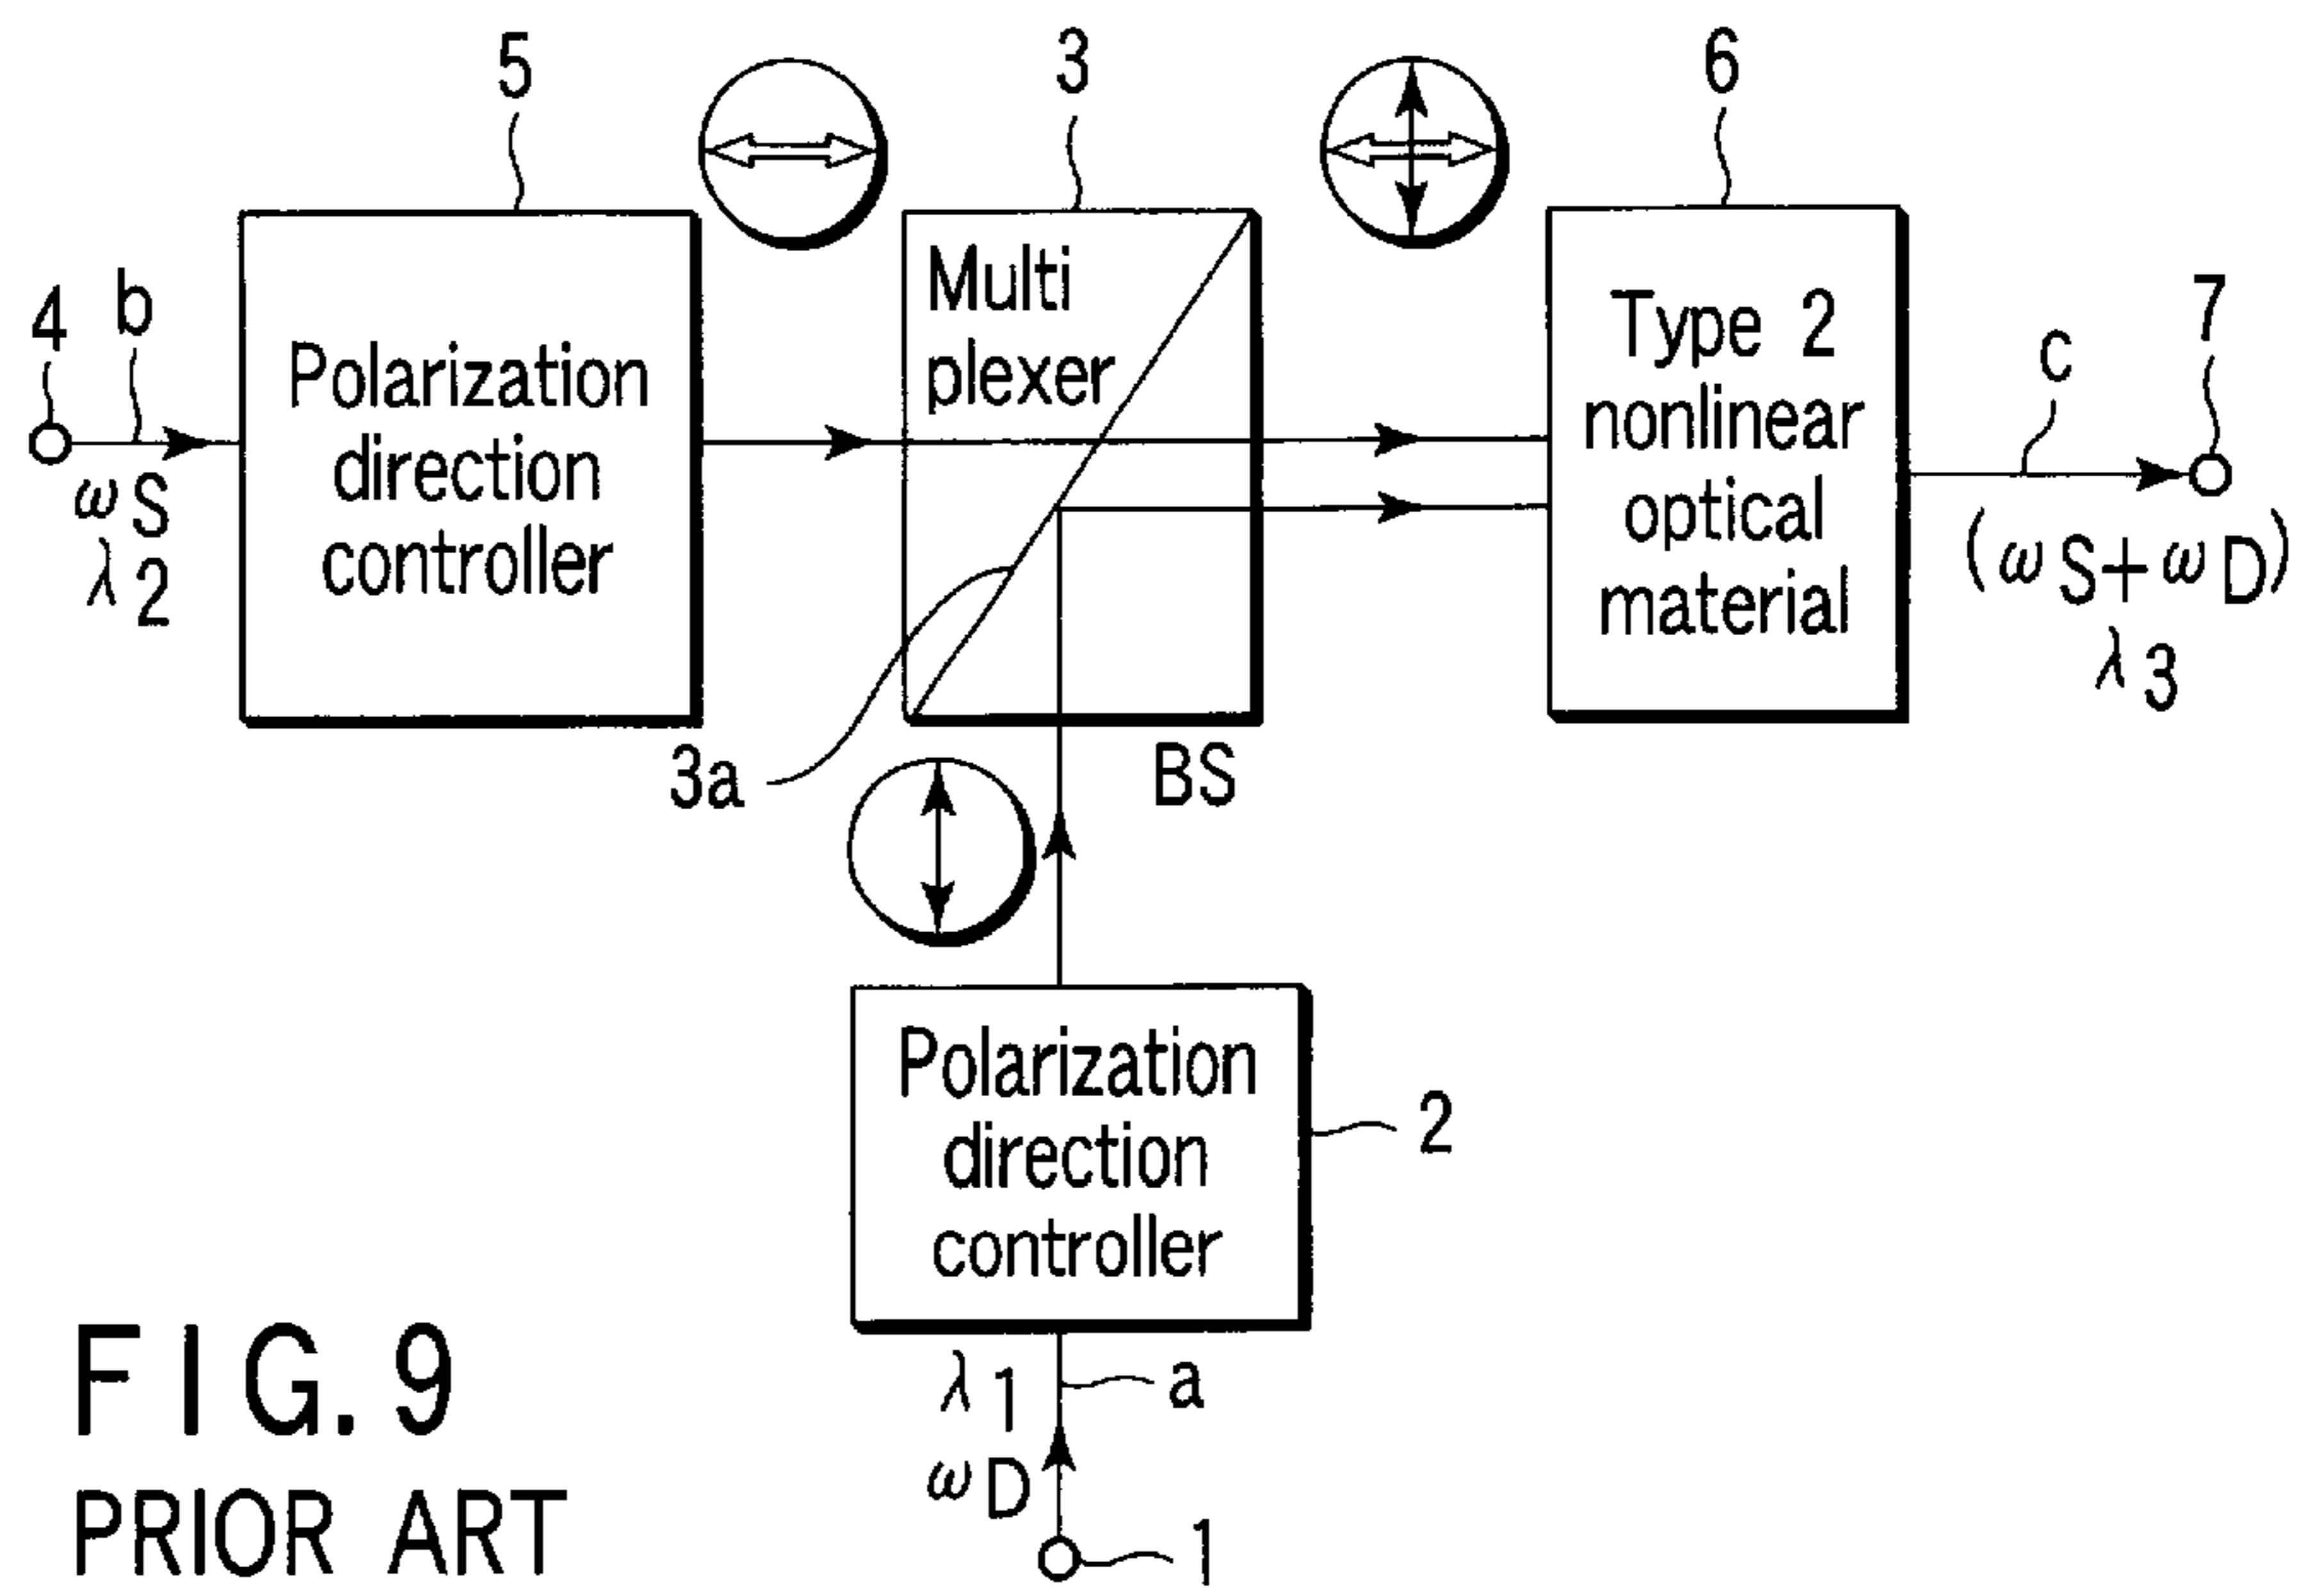 5
3
6
4
b
ωS
λ2
Polarization
direction
controller
Multi
plexer
Type 2
nonlinear
optical
material
7
c
(ωS+ωD)
λ3
3a
BS
Polarization
direction
controller
2
λ1
a
ωD
1
FIG. 9
PRIOR ART